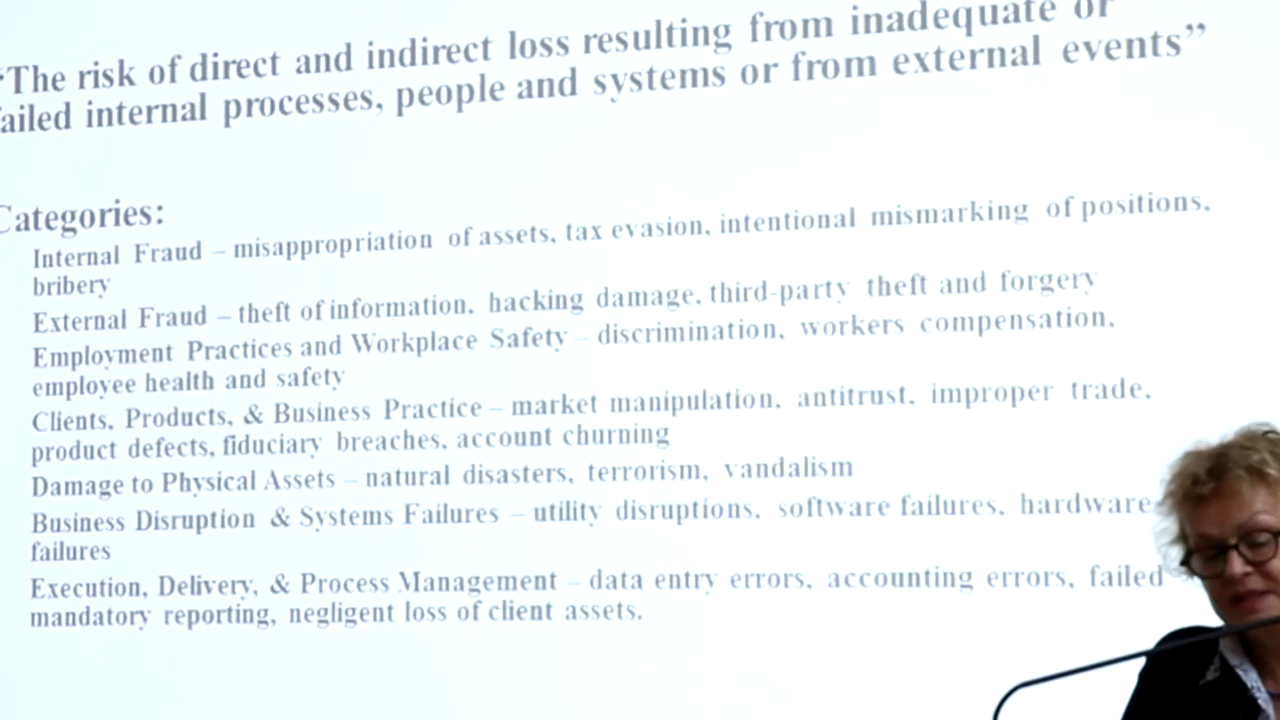 “The risk of direct and indirect loss resulting from inadequate or
failed internal processes, people and systems or from external events”
Categories:
Internal Fraud – misappropriation of assets, tax evasion, intentional mismarking of positions,
bribery
External Fraud – theft of information, hacking damage, third-party theft and forgery
Employment Practices and Workplace Safety – discrimination, workers compensation,
employee health and safety
Clients, Products, & Business Practice – market manipulation, antitrust, improper trade,
product defects, fiduciary breaches, account churning
Damage to Physical Assets – natural disasters, terrorism, vandalism
Business Disruption & Systems Failures – utility disruptions, software failures, hardware
failures
Execution, Delivery, & Process Management – data entry errors, accounting errors, failed
mandatory reporting, negligent loss of client assets.